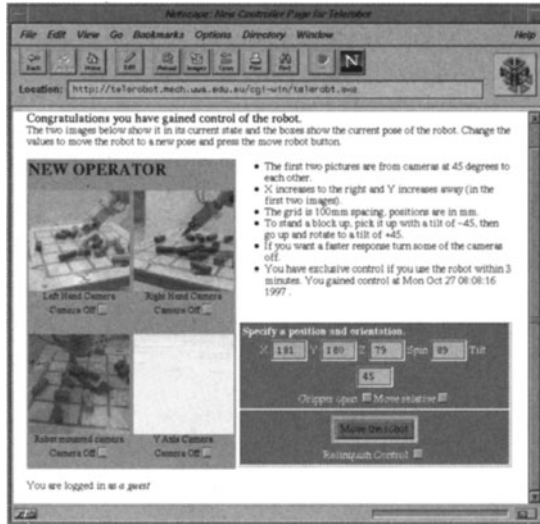 Netscape: New Controller Page for Telerobot
File Edit View Go Bookmarks Options Directory Window Help
Back Home Edit Reload Images Open Print Find
N
Location: http://telerobot.mech.uwa.edu.au/cgi-win/telerobt.exe
Congratulations you have gained control of the robot.
The two images below show it in its current state and the boxes show the current pose of the robot. Change the
values to move the robot to a new pose and press the move robot button.
NEW OPERATOR
Left Hand Camera Right Hand Camera
Camera Off Camera Off
Robot mounted camera Y Axis Camera
Camera Off Camera Off
• The first two pictures are from cameras at 45 degrees to
each other.
• X increases to the right and Y increases away (in the
first two images).
• The grid is 100mm spacing, positions are in mm.
• To stand a block up, pick it up with a tilt of -45, then
go up and rotate to a tilt of +45.
• If you want a faster response turn some of the cameras
off.
• You have exclusive control if you use the robot within 3
minutes. You gained control at Mon Oct 27 08:08:16
1997 .
Specify a position and orientation.
X 181 Y 180 Z 79 Spin 89 Tilt
45
Gripper open Move relative
Move the robot
Relinquish Control
You are logged in as a guest